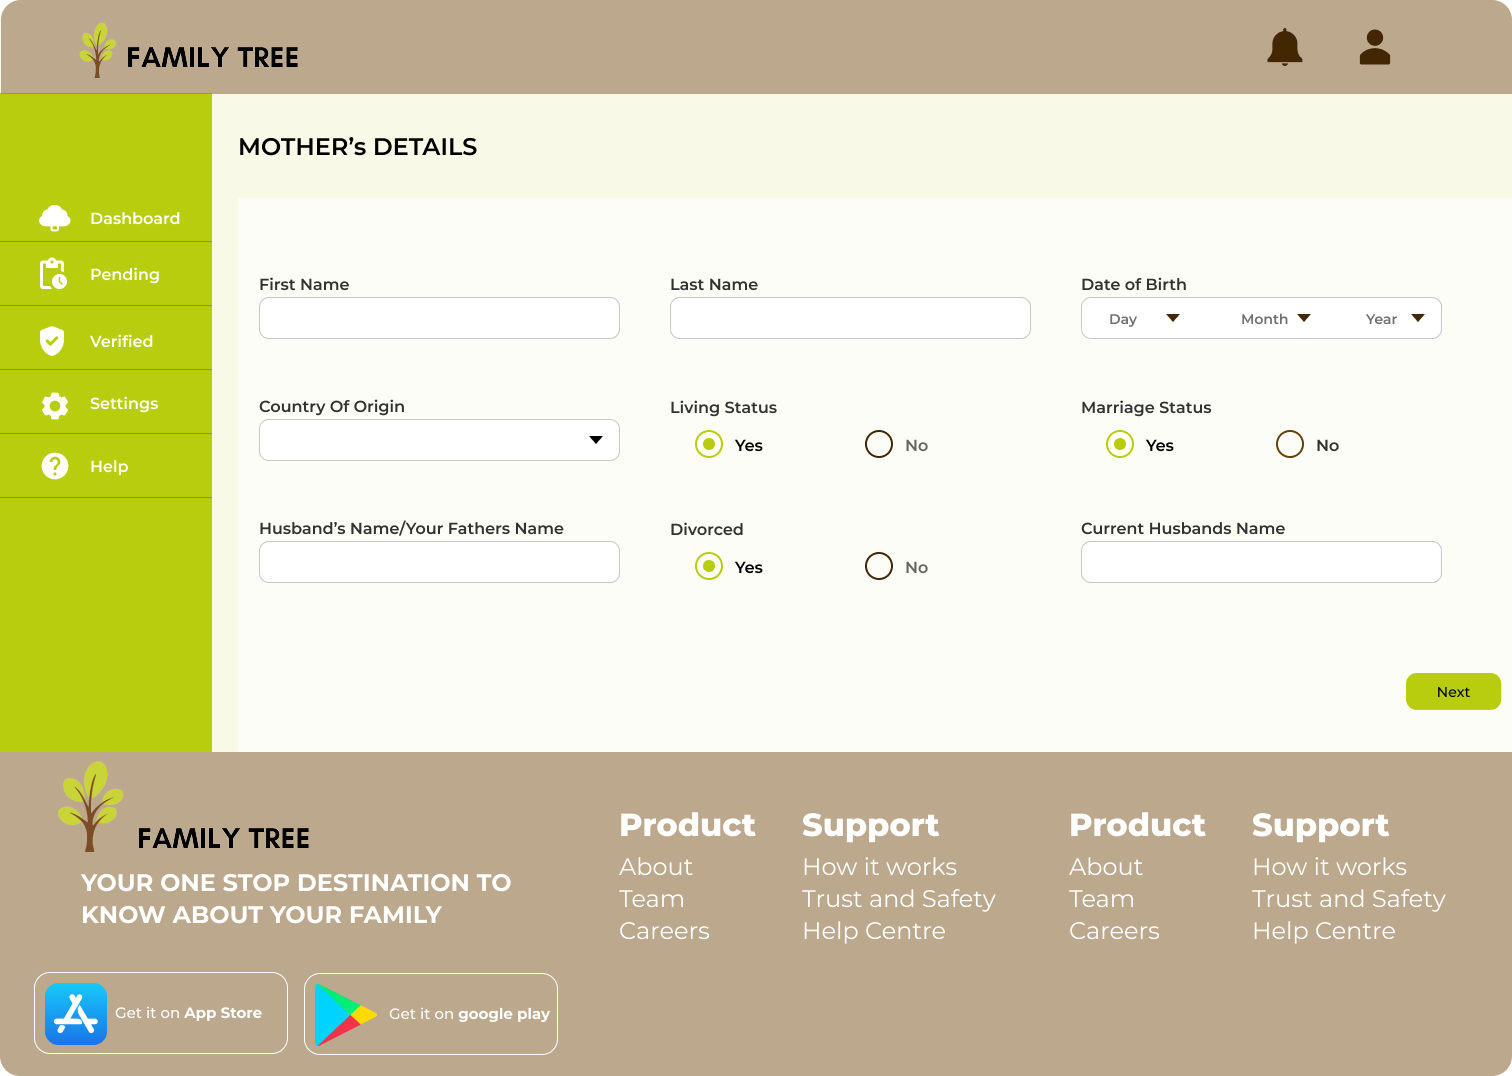 FAMILY TREE
MOTHER’s DETAILS
Dashboard
Pending
Verified
Settings
Help
First Name
Last Name
Date of Birth
Day Month Year
Country Of Origin
Living Status
Yes No
Marriage Status
Yes No
Husband’s Name/Your Fathers Name
Divorced
Yes No
Current Husbands Name
Next
FAMILY TREE
YOUR ONE STOP DESTINATION TO
KNOW ABOUT YOUR FAMILY
Get it on App Store
Get it on google play
Product
About
Team
Careers
Support
How it works
Trust and Safety
Help Centre
Product
About
Team
Careers
Support
How it works
Trust and Safety
Help Centre